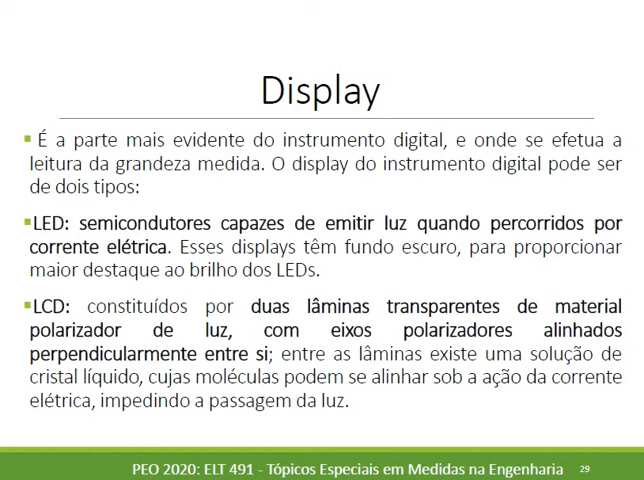 Display
▪ É a parte mais evidente do instrumento digital, e onde se efetua a
leitura da grandeza medida. O display do instrumento digital pode ser
de dois tipos:
▪LED: semicondutores capazes de emitir luz quando percorridos por
corrente elétrica. Esses displays têm fundo escuro, para proporcionar
maior destaque ao brilho dos LEDs.
▪LCD: constituídos por duas lâminas transparentes de material
polarizador de luz, com eixos polarizadores alinhados
perpendicularmente entre si; entre as lâminas existe uma solução de
cristal líquido, cujas moléculas podem se alinhar sob a ação da corrente
elétrica, impedindo a passagem da luz.
PEO 2020: ELT 491 - Tópicos Especiais em Medidas na Engenharia 29